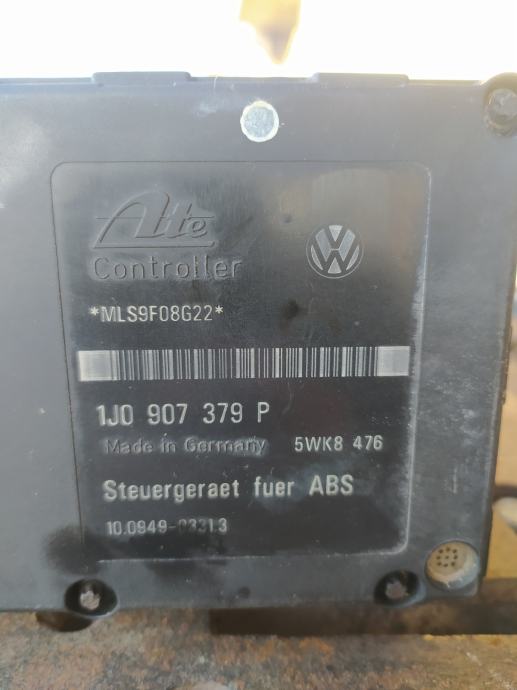 Ate
Controller
*MLS9F08G22*
1J0 907 379 P
Made in Germany 5WK8 476
Steuergeraet fuer ABS